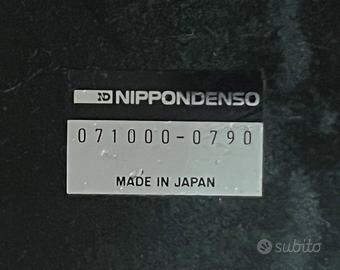 ND NIPPONDENSO
071000-0790
MADE IN JAPAN
subito